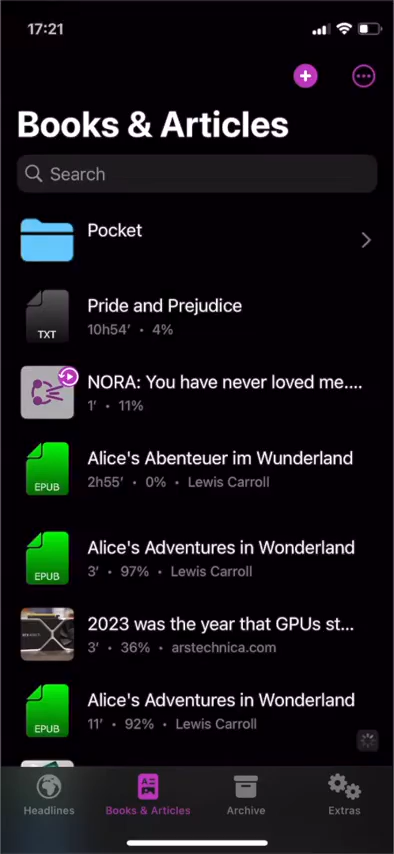 17:21
Books & Articles
Search
Pocket
Pride and Prejudice
TXT
10h54’ • 4%
NORA: You have never loved me....
1’ • 11%
Alice's Abenteuer im Wunderland
EPUB
2h55’ • 0% • Lewis Carroll
Alice's Adventures in Wonderland
EPUB
3’ • 97% • Lewis Carroll
2023 was the year that GPUs st...
3’ • 36% • arstechnica.com
Alice's Adventures in Wonderland
EPUB
11’ • 92% • Lewis Carroll
Headlines
Books & Articles
Archive
Extras